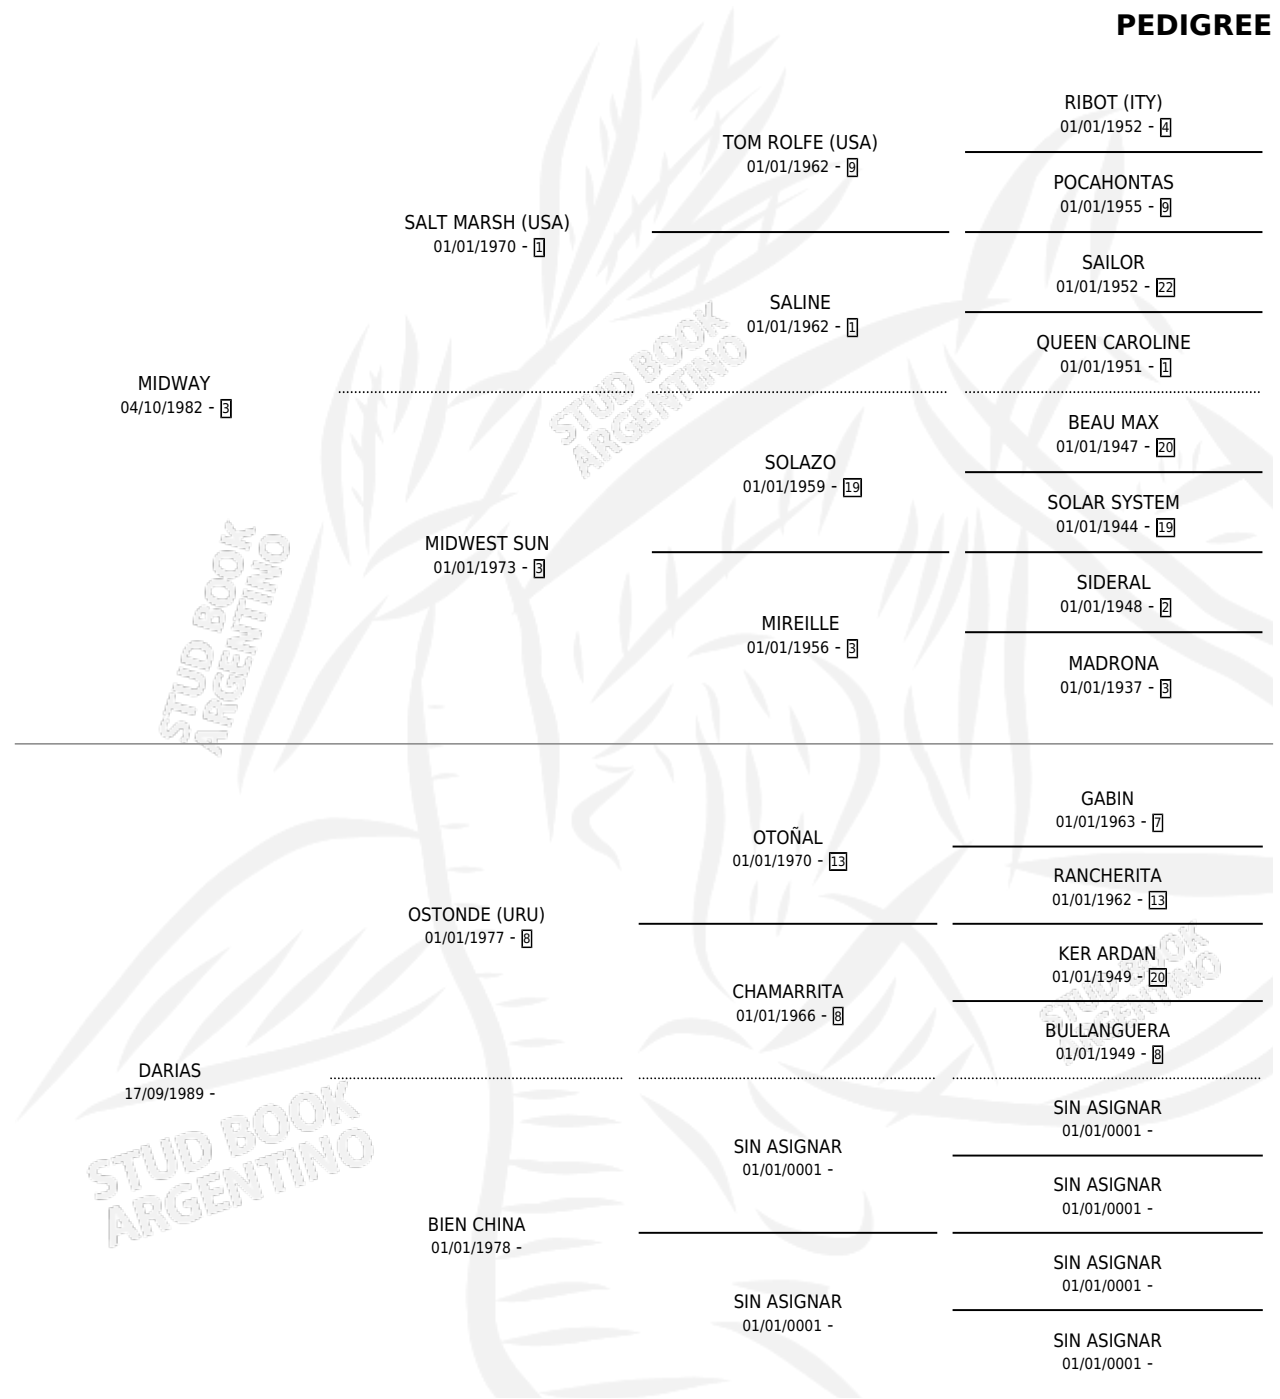 PEDIGREE
RIBOT (ITY)
01/01/1952 - 4
TOM ROLFE (USA)
01/01/1962 - 9
POCAHONTAS
01/01/1955 - 9
SALT MARSH (USA)
01/01/1970 - 1
SAILOR
01/01/1952 - 22
SALINE
01/01/1962 - 1
QUEEN CAROLINE
01/01/1951 - 1
MIDWAY
04/10/1982 - 3
STUD BOOK
ARGENTINO
BEAU MAX
01/01/1947 - 20
SOLAZO
01/01/1959 - 19
SOLAR SYSTEM
01/01/1944 - 19
MIDWEST SUN
01/01/1973 - 3
SIDERAL
01/01/1948 - 2
MIREILLE
01/01/1956 - 3
MADRONA
01/01/1937 - 3
STUD BOOK
ARGENTINO
GABIN
01/01/1963 - 7
OTOÑAL
01/01/1970 - 13
RANCHERITA
01/01/1962 - 13
OSTONDE (URU)
01/01/1977 - 8
KER ARDAN
01/01/1949 - 20
CHAMARRITA
01/01/1966 - 8
BULLANGUERA
01/01/1949 - 8
STUD BOOK
ARGENTINO
DARIAS
17/09/1989 -
SIN ASIGNAR
01/01/0001 -
SIN ASIGNAR
01/01/0001 -
SIN ASIGNAR
01/01/0001 -
STUD BOOK
ARGENTINO
BIEN CHINA
01/01/1978 -
SIN ASIGNAR
01/01/0001 -
SIN ASIGNAR
01/01/0001 -
SIN ASIGNAR
01/01/0001 -